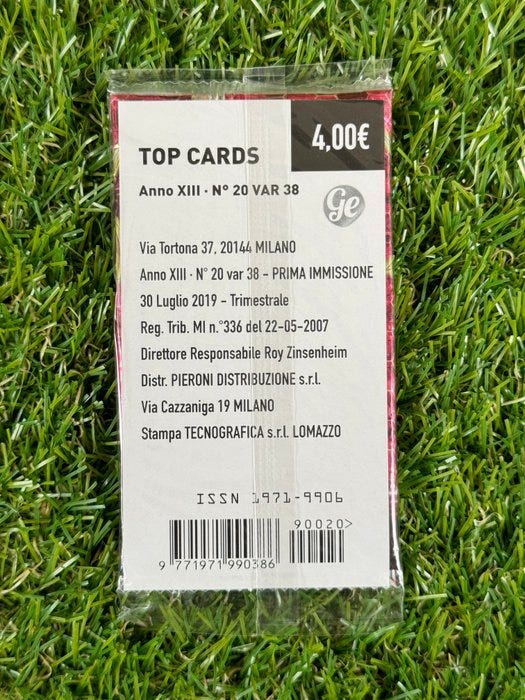 4,00€
TOP CARDS
Anno XIII · N° 20 VAR 38
Ge
Via Tortona 37, 20144 MILANO
Anno XIII · N° 20 var 38 – PRIMA IMMISSIONE
30 Luglio 2019 – Trimestrale
Reg. Trib. MI n.°336 del 22-05-2007
Direttore Responsabile Roy Zinsenheim
Distr. PIERONI DISTRIBUZIONE s.r.l.
Via Cazzaniga 19 MILANO
Stampa TECNOGRAFICA s.r.l. LOMAZZO
ISSN 1971-9906
90020>
9 771971 990386